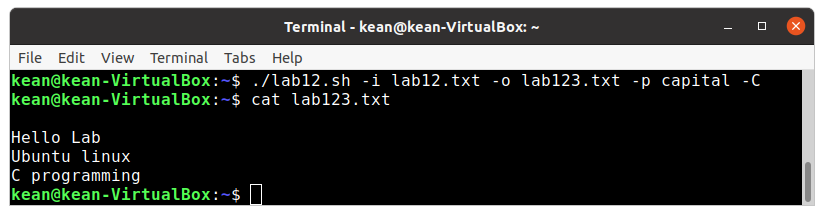 Terminal - kean@kean-VirtualBox: ~
File Edit View Terminal Tabs Help
kean@kean-VirtualBox:~$ ./lab12.sh -i lab12.txt -o lab123.txt -p capital -C
kean@kean-VirtualBox:~$ cat lab123.txt
Hello Lab
Ubuntu linux
C programming
kean@kean-VirtualBox:~$